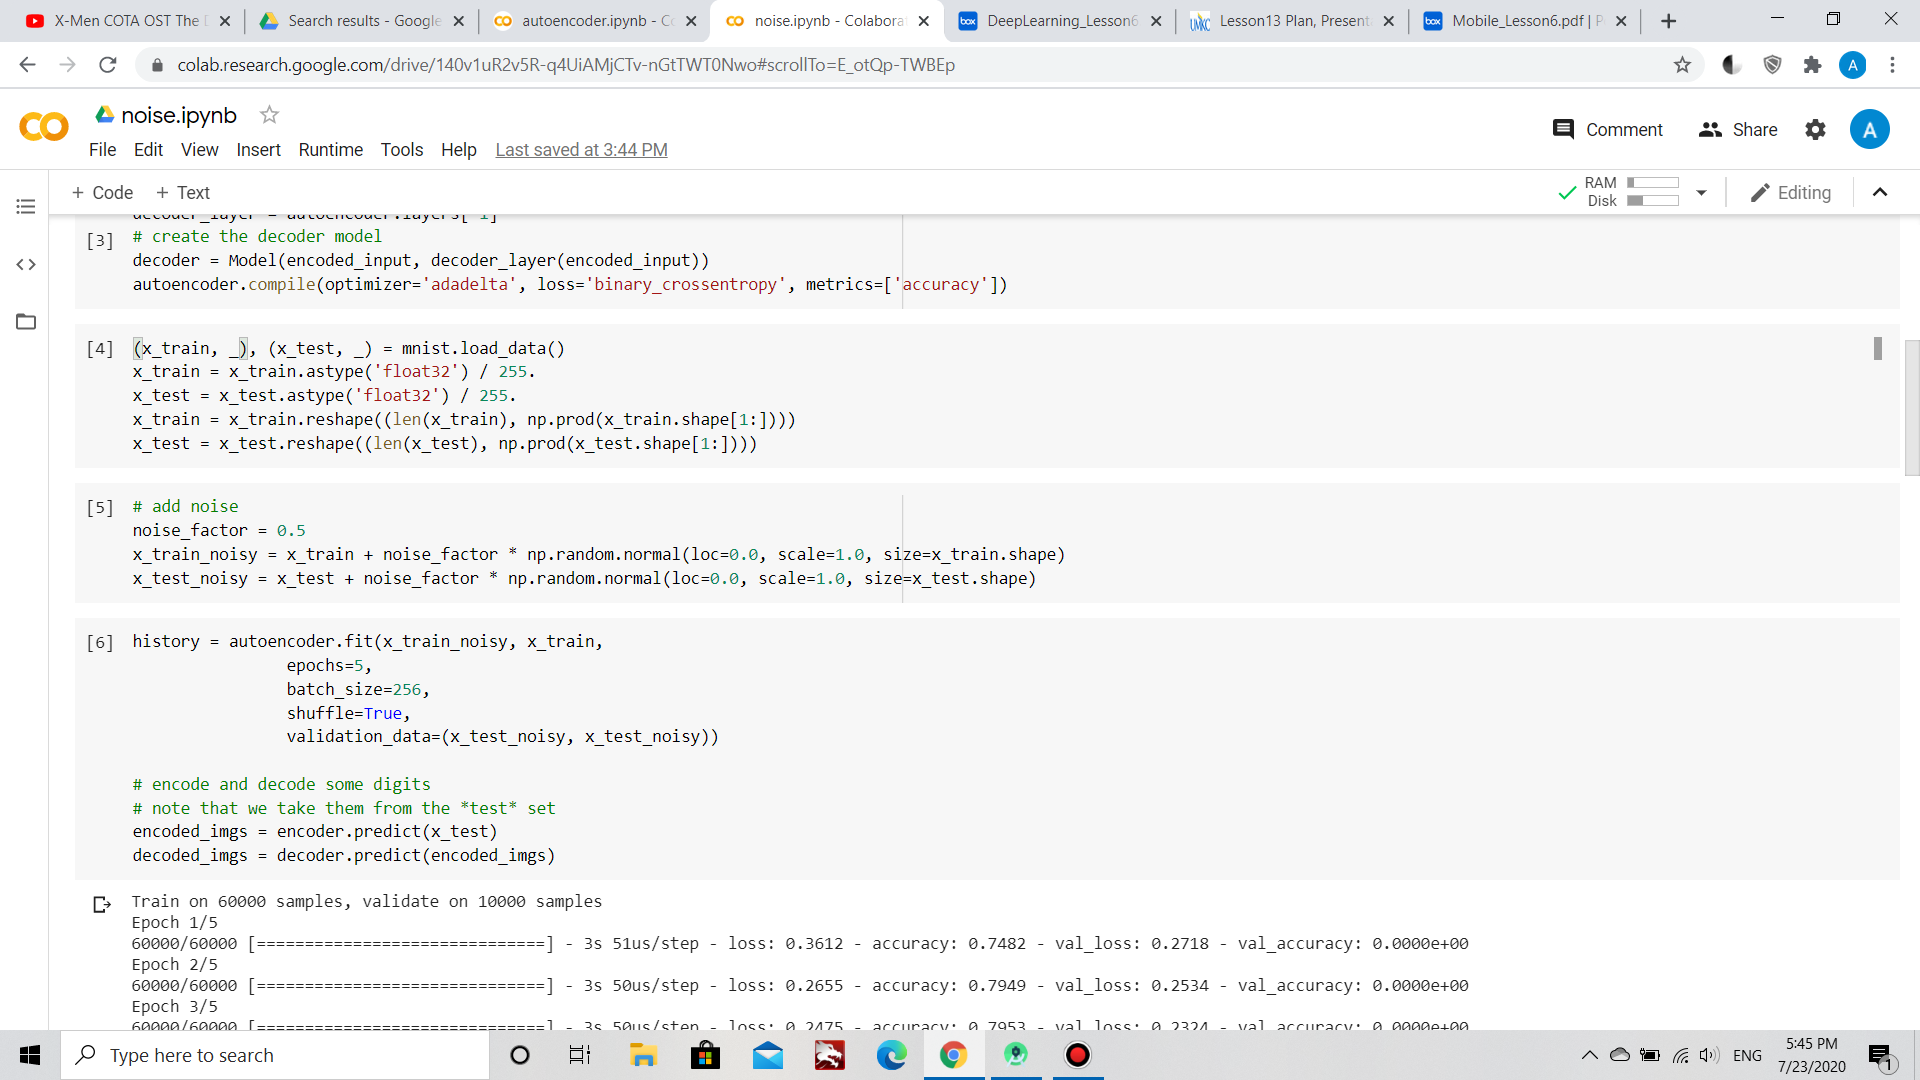 X-Men COTA OST The
Search results - Google
autoencoder.ipynb - Co
noise.ipynb - Colaborat
DeepLearning_Lesson6
Lesson13 Plan, Present
Mobile_Lesson6.pdf | P
colab.research.google.com/drive/140v1uR2v5R-q4UiAMjCTv-nGtTWT0Nwo#scrollTo=E_otQp-TWBEp
A
noise.ipynb
Comment
Share
A
File Edit View Insert Runtime Tools Help Last saved at 3:44 PM
+ Code + Text
RAM
Disk
Editing
decoder_layer = autoencoder.layers[-1]
[3] # create the decoder model
decoder = Model(encoded_input, decoder_layer(encoded_input))
autoencoder.compile(optimizer='adadelta', loss='binary_crossentropy', metrics=['accuracy'])
[4] (x_train, _), (x_test, _) = mnist.load_data()
x_train = x_train.astype('float32') / 255.
x_test = x_test.astype('float32') / 255.
x_train = x_train.reshape((len(x_train), np.prod(x_train.shape[1:])))
x_test = x_test.reshape((len(x_test), np.prod(x_test.shape[1:])))
[5] # add noise
noise_factor = 0.5
x_train_noisy = x_train + noise_factor * np.random.normal(loc=0.0, scale=1.0, size=x_train.shape)
x_test_noisy = x_test + noise_factor * np.random.normal(loc=0.0, scale=1.0, size=x_test.shape)
[6] history = autoencoder.fit(x_train_noisy, x_train,
epochs=5,
batch_size=256,
shuffle=True,
validation_data=(x_test_noisy, x_test_noisy))
# encode and decode some digits
# note that we take them from the *test* set
encoded_imgs = encoder.predict(x_test)
decoded_imgs = decoder.predict(encoded_imgs)
Train on 60000 samples, validate on 10000 samples
Epoch 1/5
60000/60000 [==============================] - 3s 51us/step - loss: 0.3612 - accuracy: 0.7482 - val_loss: 0.2718 - val_accuracy: 0.0000e+00
Epoch 2/5
60000/60000 [==============================] - 3s 50us/step - loss: 0.2655 - accuracy: 0.7949 - val_loss: 0.2534 - val_accuracy: 0.0000e+00
Epoch 3/5
60000/60000 [==============================] - 3s 50us/step - loss: 0.2475 - accuracy: 0.7953 - val_loss: 0.2324 - val_accuracy: 0.0000e+00
Type here to search
ENG
5:45 PM
7/23/2020
1